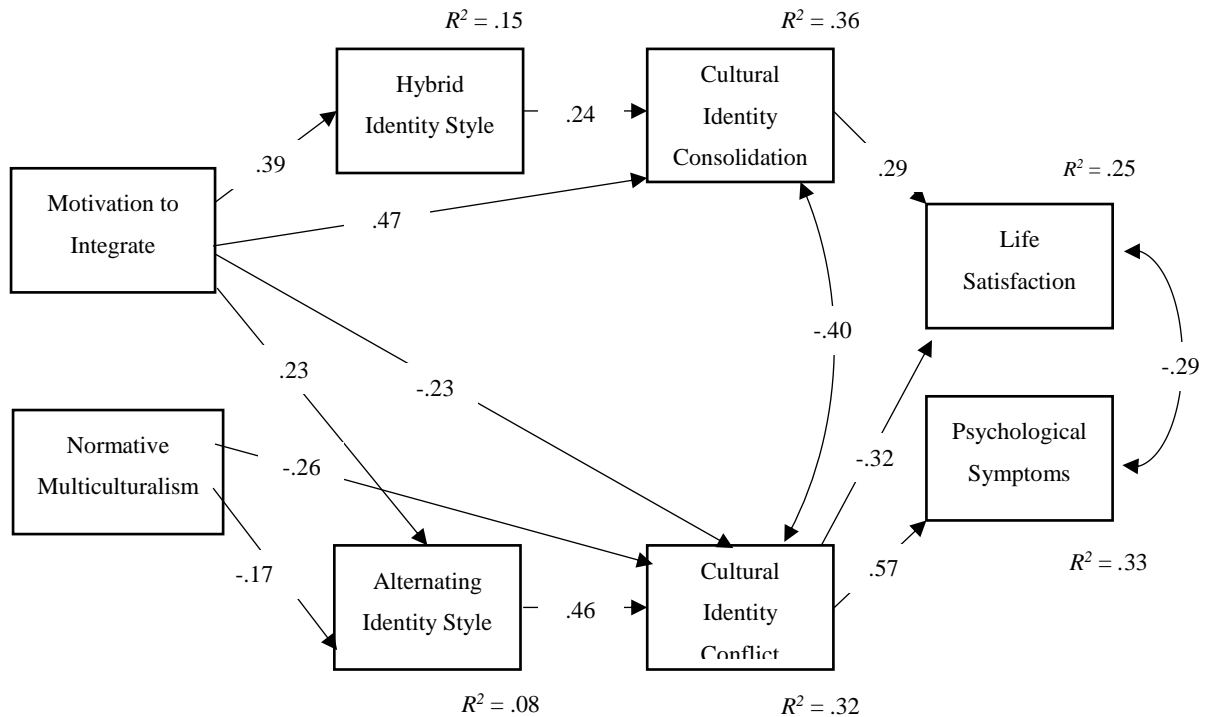 R² = .15
R² = .36
Hybrid
Identity Style
.24
Cultural
Identity
Consolidation
.39
.29
R² = .25
Motivation to
Integrate
.47
Life
Satisfaction
-.40
.23
-.23
-.29
Normative
Multiculturalism
-.26
-.32
Psychological
Symptoms
-.17
Alternating
Identity Style
.46
Cultural
Identity
Conflict
.57
R² = .33
R² = .08
R² = .32